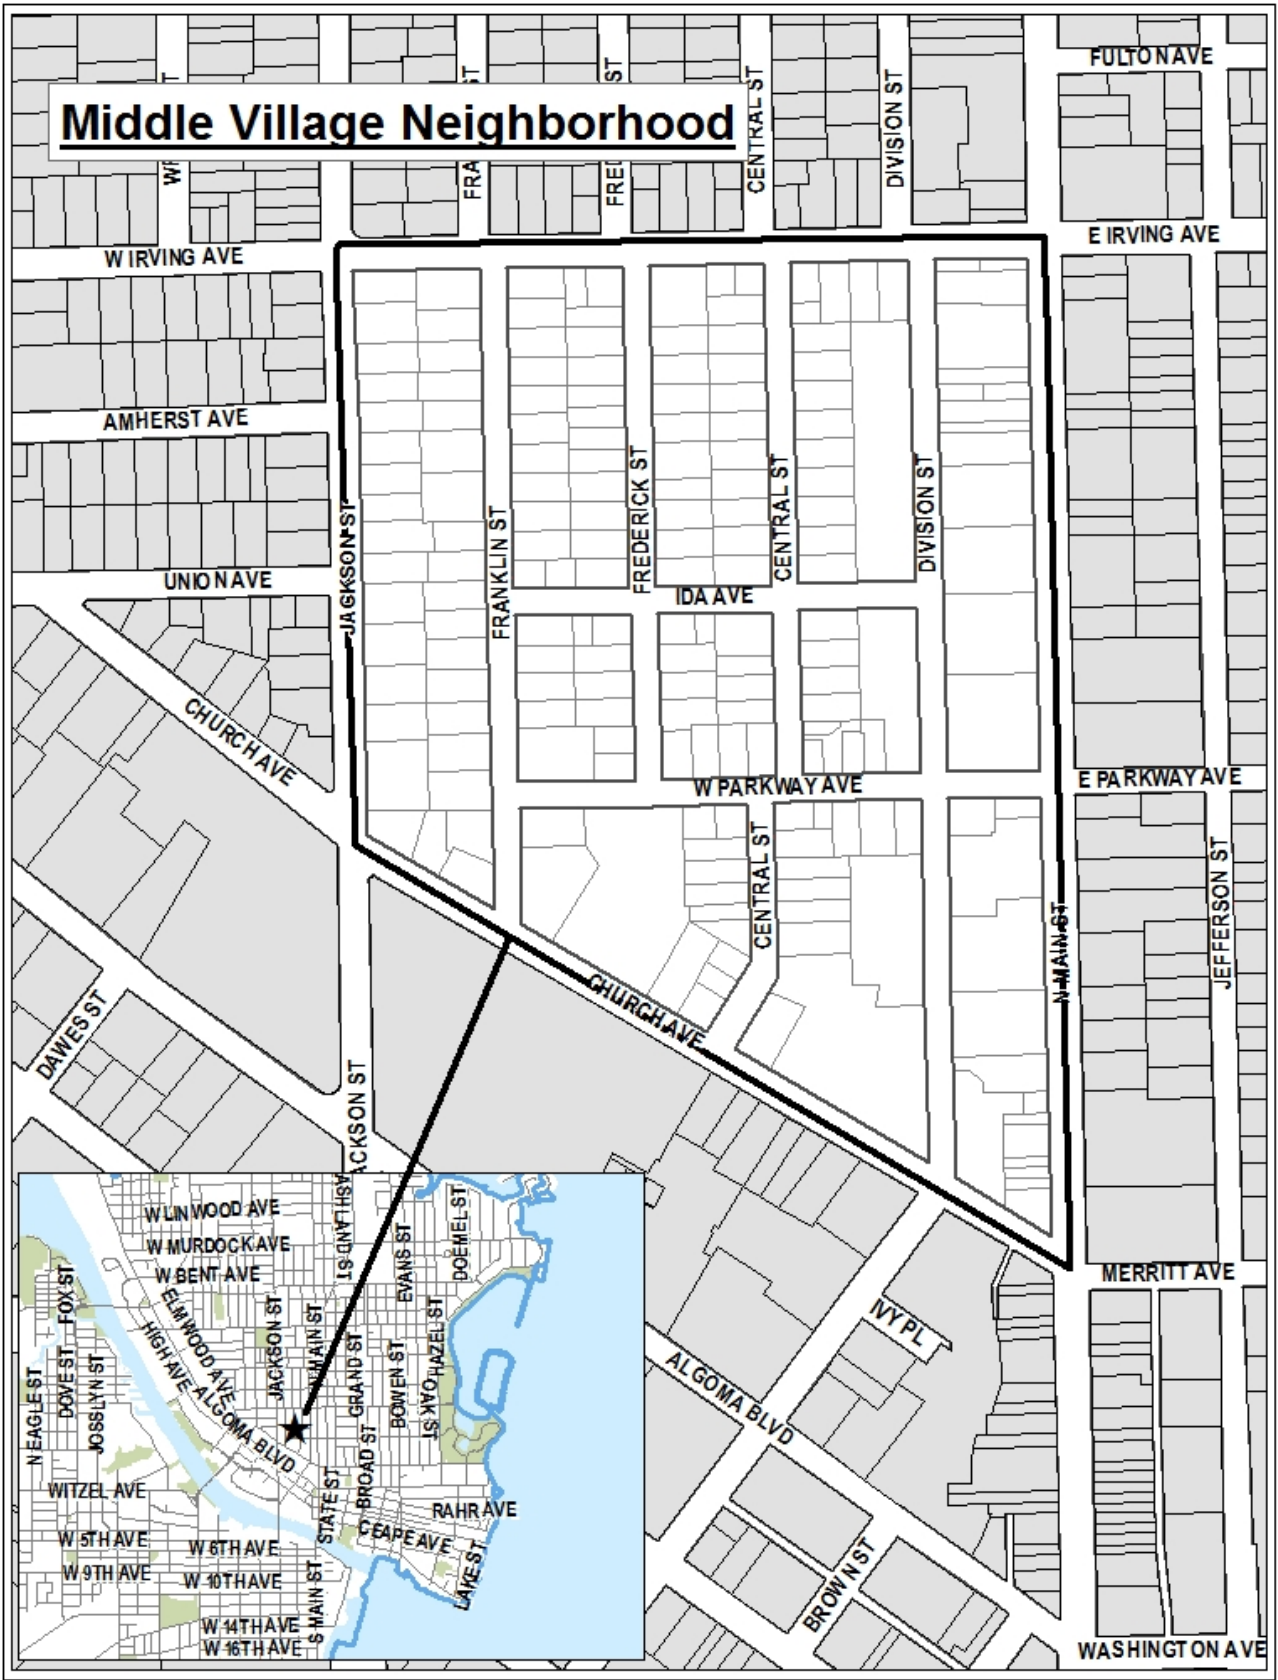 FULTON AVE
Middle Village Neighborhood
CENTRAL ST
DIVISION ST
W IRVING AVE
E IRVING AVE
AMHERST AVE
JACKSON ST
FRANKLIN ST
FREDERICK ST
CENTRAL ST
DIVISION ST
UNION AVE
IDA AVE
CHURCH AVE
W PARKWAY AVE
E PARKWAY AVE
CENTRAL ST
N MAIN ST
JEFFERSON ST
CHURCH AVE
DAWES ST
ACKSON ST
MERRITT AVE
IVY PL
ALGOMA BLVD
BROWN ST
WASHINGTON AVE
W LINWOOD AVE
W MURDOCK AVE
W BENT AVE
ASHLAND ST
EVANS ST
DOEMEL ST
FOX ST
ELMWOOD AVE
HIGH AVE
ALGOMA BLVD
JACKSON ST
N MAIN ST
GRAND ST
BOWEN ST
HAZEL ST
OAK ST
N EAGLE ST
DOVE ST
JOSSLYN ST
BROAD ST
STATE ST
WITZEL AVE
RAHR AVE
CEAPE AVE
W 5TH AVE
W 6TH AVE
W 9TH AVE
W 10TH AVE
S MAIN ST
LAKE ST
W 14TH AVE
W 16TH AVE